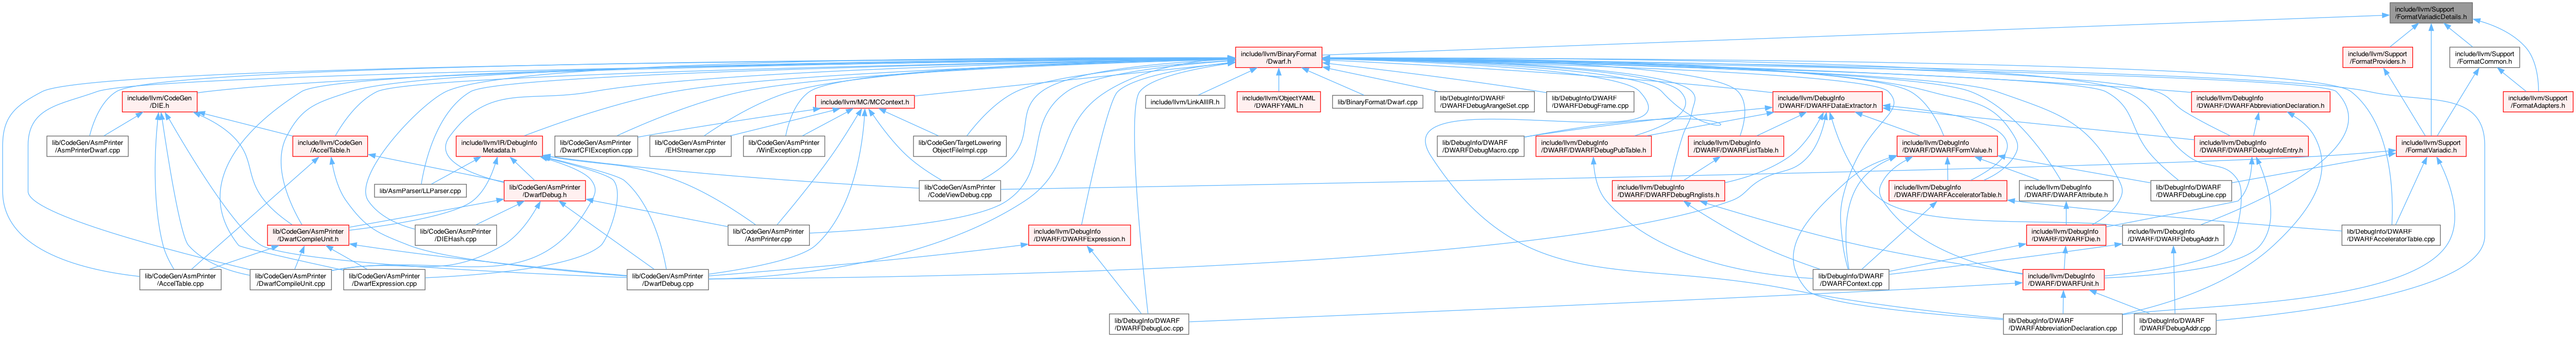 include/llvm/Support
/FormatVariadicDetails.h
include/llvm/BinaryFormat
/Dwarf.h
include/llvm/Support
/FormatProviders.h
include/llvm/Support
/FormatCommon.h
include/llvm/CodeGen
/DIE.h
include/llvm/MC/MCContext.h
include/llvm/LinkAllIR.h
include/llvm/ObjectYAML
/DWARFYAML.h
lib/BinaryFormat/Dwarf.cpp
lib/DebugInfo/DWARF
/DWARFDebugArangeSet.cpp
lib/DebugInfo/DWARF
/DWARFDebugFrame.cpp
include/llvm/DebugInfo
/DWARF/DWARFDataExtractor.h
include/llvm/DebugInfo
/DWARF/DWARFAbbreviationDeclaration.h
include/llvm/Support
/FormatAdapters.h
lib/CodeGen/AsmPrinter
/AsmPrinterDwarf.cpp
include/llvm/CodeGen
/AccelTable.h
include/llvm/IR/DebugInfo
Metadata.h
lib/CodeGen/AsmPrinter
/DwarfCFIException.cpp
lib/CodeGen/AsmPrinter
/EHStreamer.cpp
lib/CodeGen/AsmPrinter
/WinException.cpp
lib/CodeGen/TargetLowering
ObjectFileImpl.cpp
lib/DebugInfo/DWARF
/DWARFDebugMacro.cpp
include/llvm/DebugInfo
/DWARF/DWARFDebugPubTable.h
include/llvm/DebugInfo
/DWARF/DWARFListTable.h
include/llvm/DebugInfo
/DWARF/DWARFFormValue.h
include/llvm/DebugInfo
/DWARF/DWARFDebugInfoEntry.h
include/llvm/Support
/FormatVariadic.h
lib/AsmParser/LLParser.cpp
lib/CodeGen/AsmPrinter
/DwarfDebug.h
lib/CodeGen/AsmPrinter
/CodeViewDebug.cpp
include/llvm/DebugInfo
/DWARF/DWARFDebugRnglists.h
include/llvm/DebugInfo
/DWARF/DWARFAcceleratorTable.h
include/llvm/DebugInfo
/DWARF/DWARFAttribute.h
lib/DebugInfo/DWARF
/DWARFDebugLine.cpp
lib/CodeGen/AsmPrinter
/DwarfCompileUnit.h
lib/CodeGen/AsmPrinter
/DIEHash.cpp
lib/CodeGen/AsmPrinter
/AsmPrinter.cpp
include/llvm/DebugInfo
/DWARF/DWARFExpression.h
include/llvm/DebugInfo
/DWARF/DWARFDie.h
include/llvm/DebugInfo
/DWARF/DWARFDebugAddr.h
lib/DebugInfo/DWARF
/DWARFAcceleratorTable.cpp
lib/CodeGen/AsmPrinter
/AccelTable.cpp
lib/CodeGen/AsmPrinter
/DwarfCompileUnit.cpp
lib/CodeGen/AsmPrinter
/DwarfExpression.cpp
lib/CodeGen/AsmPrinter
/DwarfDebug.cpp
lib/DebugInfo/DWARF
/DWARFContext.cpp
include/llvm/DebugInfo
/DWARF/DWARFUnit.h
lib/DebugInfo/DWARF
/DWARFDebugLoc.cpp
lib/DebugInfo/DWARF
/DWARFAbbreviationDeclaration.cpp
lib/DebugInfo/DWARF
/DWARFDebugAddr.cpp